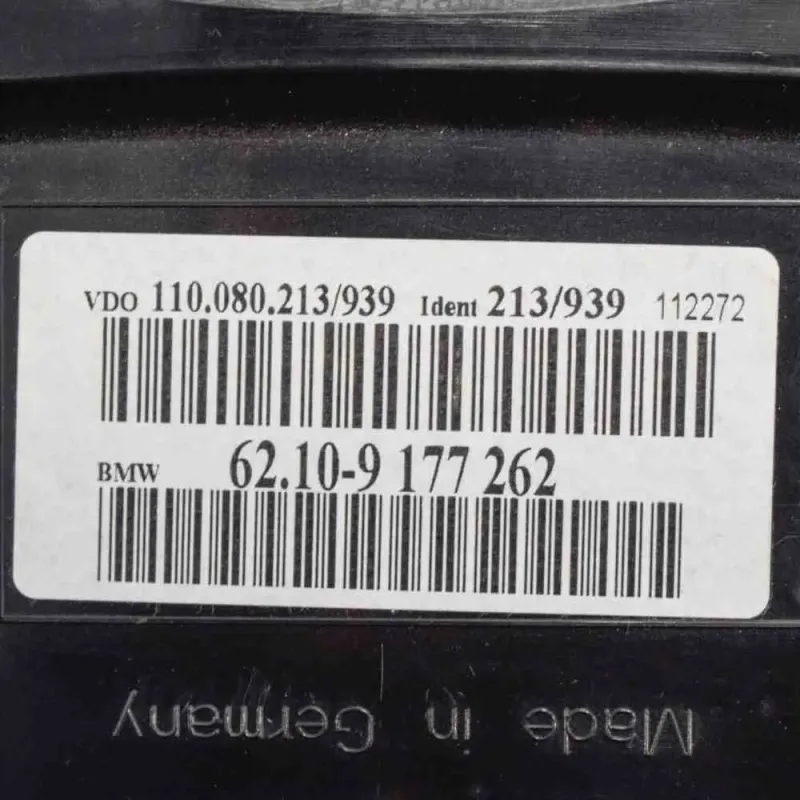 VDO 110.080.213/939 Ident 213/939 112272
BMW 62.10-9 177 262
Made in Germany